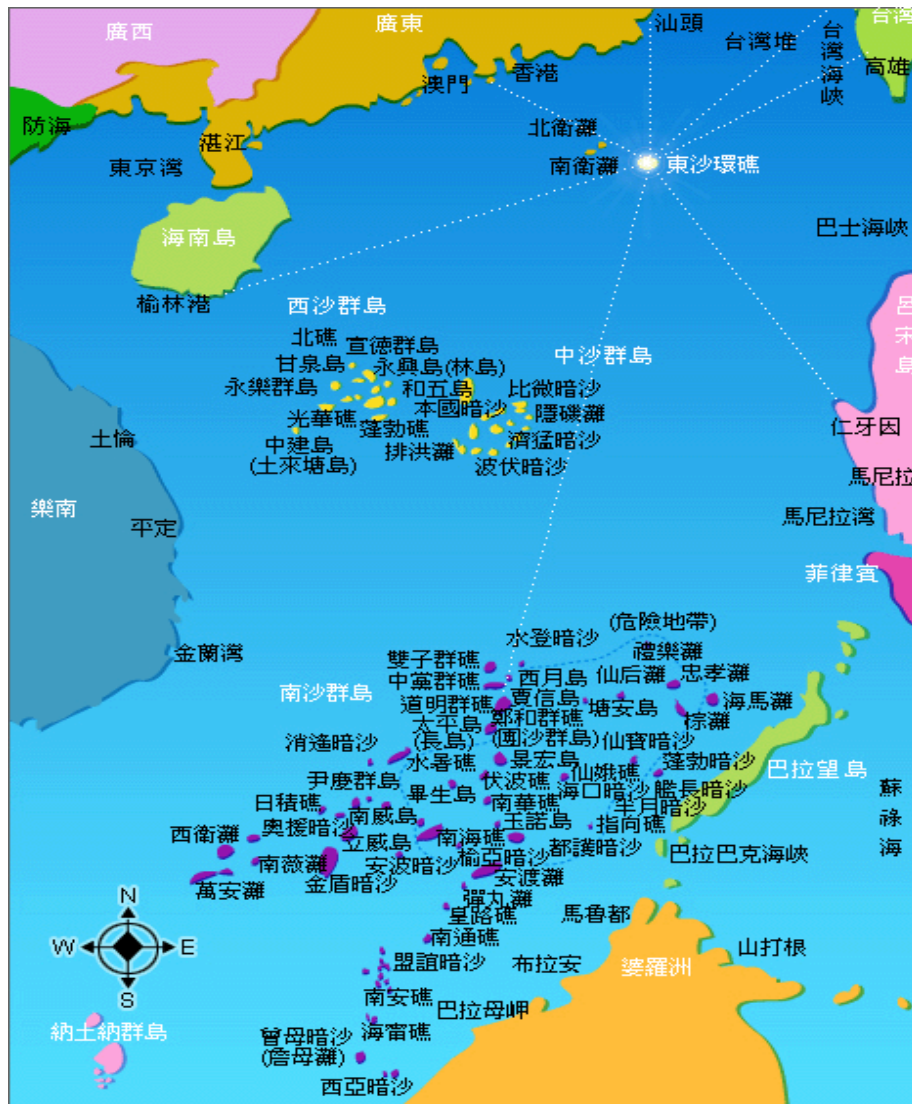 廣西
廣東
汕頭
台灣堆
台灣海峽
台灣
高雄
澳門
香港
防海
湛江
東京灣
北衛灘
南衛灘
東沙環礁
海南島
榆林港
巴士海峽
呂宋島
西沙群島
中沙群島
北礁
宣德群島
甘泉島
永興島(林島)
永樂群島
和五島
比微暗沙
本國暗沙
隱磯灘
光華礁
蓬勃礁
濟猛暗沙
中建島
(土來塘島)
排洪灘
波伏暗沙
土倫
樂南
平定
金蘭灣
仁牙因
馬尼拉
馬尼拉灣
菲律賓
(危險地帶)
水登暗沙
禮樂灘
雙子群礁
中黨群礁
西月島
仙后灘
忠孝灘
南沙群島
道明群礁
賈信島
塘安島
海馬灘
太平島
(長島)
鄭和群礁
(團沙群島)
棕灘
仙寶暗沙
消遙暗沙
水暑礁
景宏島
蓬勃暗沙
巴拉望島
尹慶群島
畢生島
伏波礁
仙娥礁
海口暗沙
艦長暗沙
半月暗沙
蘇祿海
日積礁
南威島
南華礁
奧援暗沙
玉諾島
指向礁
西衛灘
立威島
南海礁
都護暗沙
巴拉巴克海峽
南薇灘
安波暗沙
榆亞暗沙
安渡灘
萬安灘
金盾暗沙
彈丸灘
皇路礁
馬魯都
N
W
E
S
南通礁
山打根
盟誼暗沙
布拉安
婆羅洲
南安礁
巴拉母岬
納土納群島
曾母暗沙
(詹母灘)
海甯礁
西亞暗沙